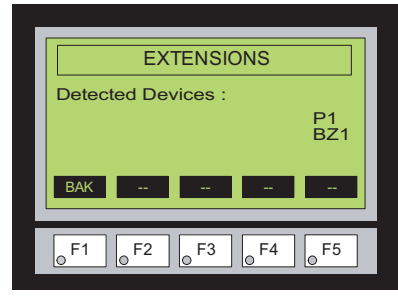 EXTENSIONS
Detected Devices :
P1
BZ1
BAK -- -- -- --
F1 F2 F3 F4 F5